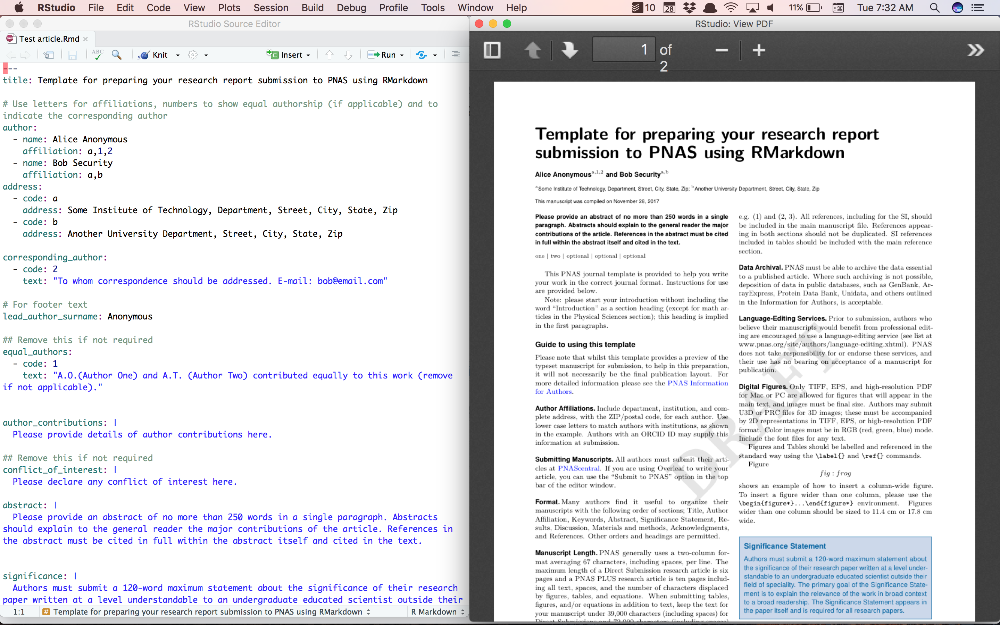 RStudio File Edit Code View Plots Session Build Debug Profile Tools Window Help 10 28 11% Tue 7:32 AM
RStudio Source Editor
Test article.Rmd
ABC Knit Insert Run
---
title: Template for preparing your research report submission to PNAS using RMarkdown
# Use letters for affiliations, numbers to show equal authorship (if applicable) and to
indicate the corresponding author
author:
- name: Alice Anonymous
affiliation: a,1,2
- name: Bob Security
affiliation: a,b
address:
- code: a
address: Some Institute of Technology, Department, Street, City, State, Zip
- code: b
address: Another University Department, Street, City, State, Zip
corresponding_author:
- code: 2
text: "To whom correspondence should be addressed. E-mail: bob@email.com"
# For footer text
lead_author_surname: Anonymous
## Remove this if not required
equal_authors:
- code: 1
text: "A.O.(Author One) and A.T. (Author Two) contributed equally to this work (remove
if not applicable)."
author_contributions: |
Please provide details of author contributions here.
## Remove this if not required
conflict_of_interest: |
Please declare any conflict of interest here.
abstract: |
Please provide an abstract of no more than 250 words in a single paragraph. Abstracts
should explain to the general reader the major contributions of the article. References in
the abstract must be cited in full within the abstract itself and cited in the text.
significance: |
Authors must submit a 120-word maximum statement about the significance of their research
paper written at a level understandable to an undergraduate educated scientist outside their
1:1 # Template for preparing your research report submission to PNAS using RMarkdown R Markdown
RStudio: View PDF
1 of
2
Template for preparing your research report
submission to PNAS using RMarkdown
Alice Anonymous a,1,2 and Bob Security a,b
a Some Institute of Technology, Department, Street, City, State, Zip; b Another University Department, Street, City, State, Zip
This manuscript was compiled on November 28, 2017
Please provide an abstract of no more than 250 words in a single
paragraph. Abstracts should explain to the general reader the major
contributions of the article. References in the abstract must be cited
in full within the abstract itself and cited in the text.
one | two | optional | optional | optional
This PNAS journal template is provided to help you write
your work in the correct journal format. Instructions for use
are provided below.
Note: please start your introduction without including the
word “Introduction” as a section heading (except for math ar-
ticles in the Physical Sciences section); this heading is implied
in the first paragraphs.
Guide to using this template
Please note that whilst this template provides a preview of the
typeset manuscript for submission, to help in this preparation,
it will not necessarily be the final publication layout. For
more detailed information please see the PNAS Information
for Authors.
Author Affiliations. Include department, institution, and com-
plete address, with the ZIP/postal code, for each author. Use
lower case letters to match authors with institutions, as shown
in the example. Authors with an ORCID ID may supply this
information at submission.
Submitting Manuscripts. All authors must submit their arti-
cles at PNAScentral. If you are using Overleaf to write your
article, you can use the “Submit to PNAS” option in the top
bar of the editor window.
Format. Many authors find it useful to organize their
manuscripts with the following order of sections; Title, Author
Affiliation, Keywords, Abstract, Significance Statement, Re-
sults, Discussion, Materials and methods, Acknowledgments,
and References. Other orders and headings are permitted.
Manuscript Length. PNAS generally uses a two-column for-
mat averaging 67 characters, including spaces, per line. The
maximum length of a Direct Submission research article is six
pages and a PNAS PLUS research article is ten pages includ-
ing all text, spaces, and the number of characters displaced
by figures, tables, and equations. When submitting tables,
figures, and/or equations in addition to text, keep the text for
your manuscript under 39,000 characters (including spaces) for
Direct Submissions and 72,000 characters (including spaces)
e.g. (1) and (2, 3). All references, including for the SI, should
be included in the main manuscript file. References appear-
ing in both sections should not be duplicated. SI references
included in tables should be included with the main reference
section.
Data Archival. PNAS must be able to archive the data essential
to a published article. Where such archiving is not possible,
deposition of data in public databases, such as GenBank, Ar-
rayExpress, Protein Data Bank, Unidata, and others outlined
in the Information for Authors, is acceptable.
Language-Editing Services. Prior to submission, authors who
believe their manuscripts would benefit from professional edit-
ing are encouraged to use a language-editing service (see list at
www.pnas.org/site/authors/language-editing.xhtml). PNAS
does not take responsibility for or endorse these services, and
their use has no bearing on acceptance of a manuscript for
publication.
Digital Figures. Only TIFF, EPS, and high-resolution PDF
for Mac or PC are allowed for figures that will appear in the
main text, and images must be final size. Authors may submit
U3D or PRC files for 3D images; these must be accompanied
by 2D representations in TIFF, EPS, or high-resolution PDF
format. Color images must be in RGB (red, green, blue) mode.
Include the font files for any text.
Figures and Tables should be labelled and referenced in the
standard way using the \label{} and \ref{} commands.
Figure
fig : frog
shows an example of how to insert a column-wide figure.
To insert a figure wider than one column, please use the
\begin{figure*}...\end{figure*} environment. Figures
wider than one column should be sized to 11.4 cm or 17.8 cm
wide.
Significance Statement
Authors must submit a 120-word maximum statement about
the significance of their research paper written at a level under-
standable to an undergraduate educated scientist outside their
field of speciality. The primary goal of the Significance State-
ment is to explain the relevance of the work in broad context
to a broad readership. The Significance Statement appears in
the paper itself and is required for all research papers.
DRAFT